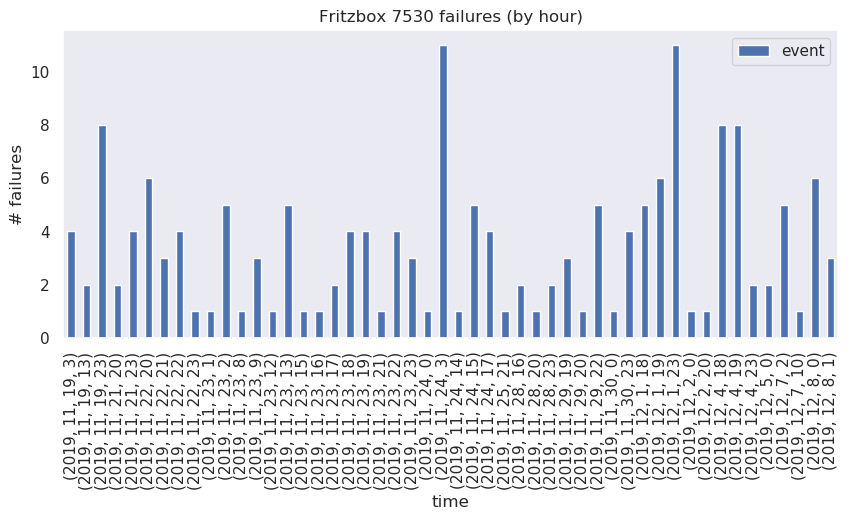 Fritzbox 7530 failures (by hour)
event
# failures
10
8
6
4
2
0
(2019, 11, 19, 3)
(2019, 11, 19, 13)
(2019, 11, 19, 23)
(2019, 11, 21, 20)
(2019, 11, 21, 23)
(2019, 11, 22, 20)
(2019, 11, 22, 21)
(2019, 11, 22, 22)
(2019, 11, 22, 23)
(2019, 11, 23, 1)
(2019, 11, 23, 2)
(2019, 11, 23, 8)
(2019, 11, 23, 9)
(2019, 11, 23, 12)
(2019, 11, 23, 13)
(2019, 11, 23, 15)
(2019, 11, 23, 16)
(2019, 11, 23, 17)
(2019, 11, 23, 18)
(2019, 11, 23, 19)
(2019, 11, 23, 21)
(2019, 11, 23, 22)
(2019, 11, 23, 23)
(2019, 11, 24, 0)
(2019, 11, 24, 3)
(2019, 11, 24, 14)
(2019, 11, 24, 15)
(2019, 11, 24, 17)
(2019, 11, 25, 21)
(2019, 11, 28, 16)
(2019, 11, 28, 20)
(2019, 11, 28, 23)
(2019, 11, 29, 19)
(2019, 11, 29, 20)
(2019, 11, 29, 22)
(2019, 11, 30, 0)
(2019, 11, 30, 23)
(2019, 12, 1, 18)
(2019, 12, 1, 19)
(2019, 12, 1, 23)
(2019, 12, 2, 0)
(2019, 12, 2, 20)
(2019, 12, 4, 18)
(2019, 12, 4, 19)
(2019, 12, 4, 23)
(2019, 12, 5, 0)
(2019, 12, 7, 2)
(2019, 12, 7, 10)
(2019, 12, 8, 0)
(2019, 12, 8, 1)
time